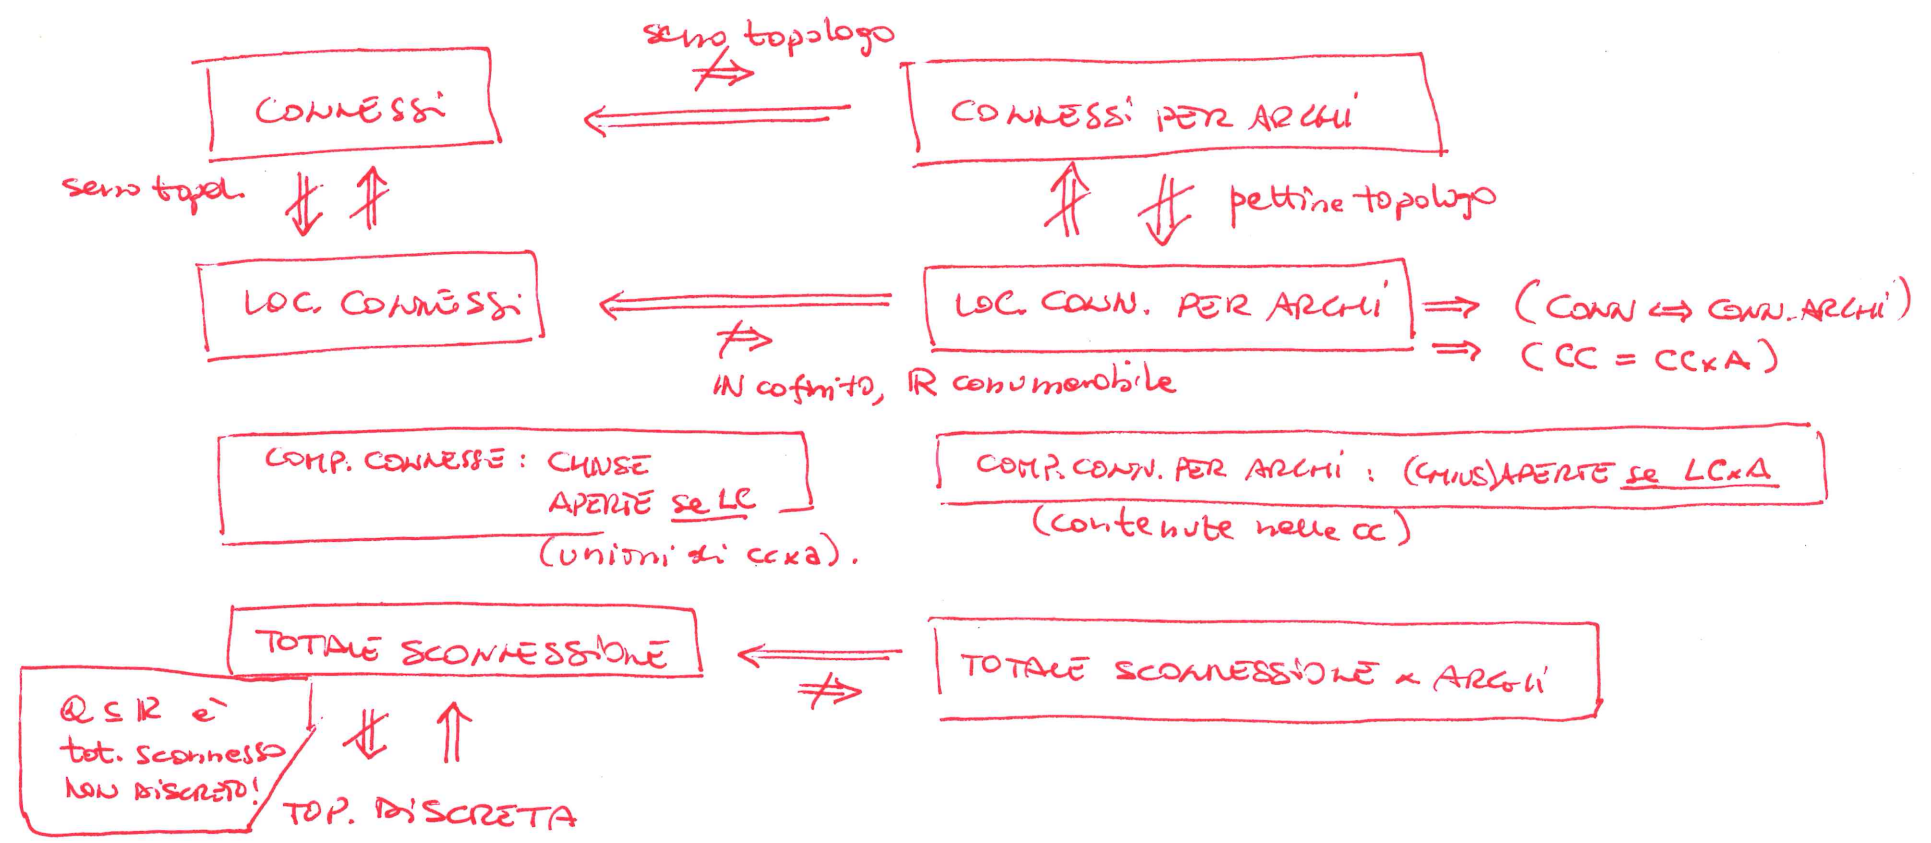 seno topologo
CONNESSI
CONNESSI PER ARCHI
seno topol.
pettine topologo
LOC. CONNESSI
LOC. CONN. PER ARCHI ⇒ (CONN ⇔ CONN. ARCHI)
⇒ (CC = CCxA)
IN cofinito, IR conumerabile
COMP. CONNESSE : CHIUSE
APERTE se LC
(unioni di ccxa).
COMP. CONN. PER ARCHI : (CHIUS)APERTE se LCxA
(contenute nelle cc)
TOTALE SCONNESSIONE
TOTALE SCONNESSIONE x ARCHI
Q ⊆ IR è
tot. sconnesso
NON DISCRETO!
TOP. DISCRETA